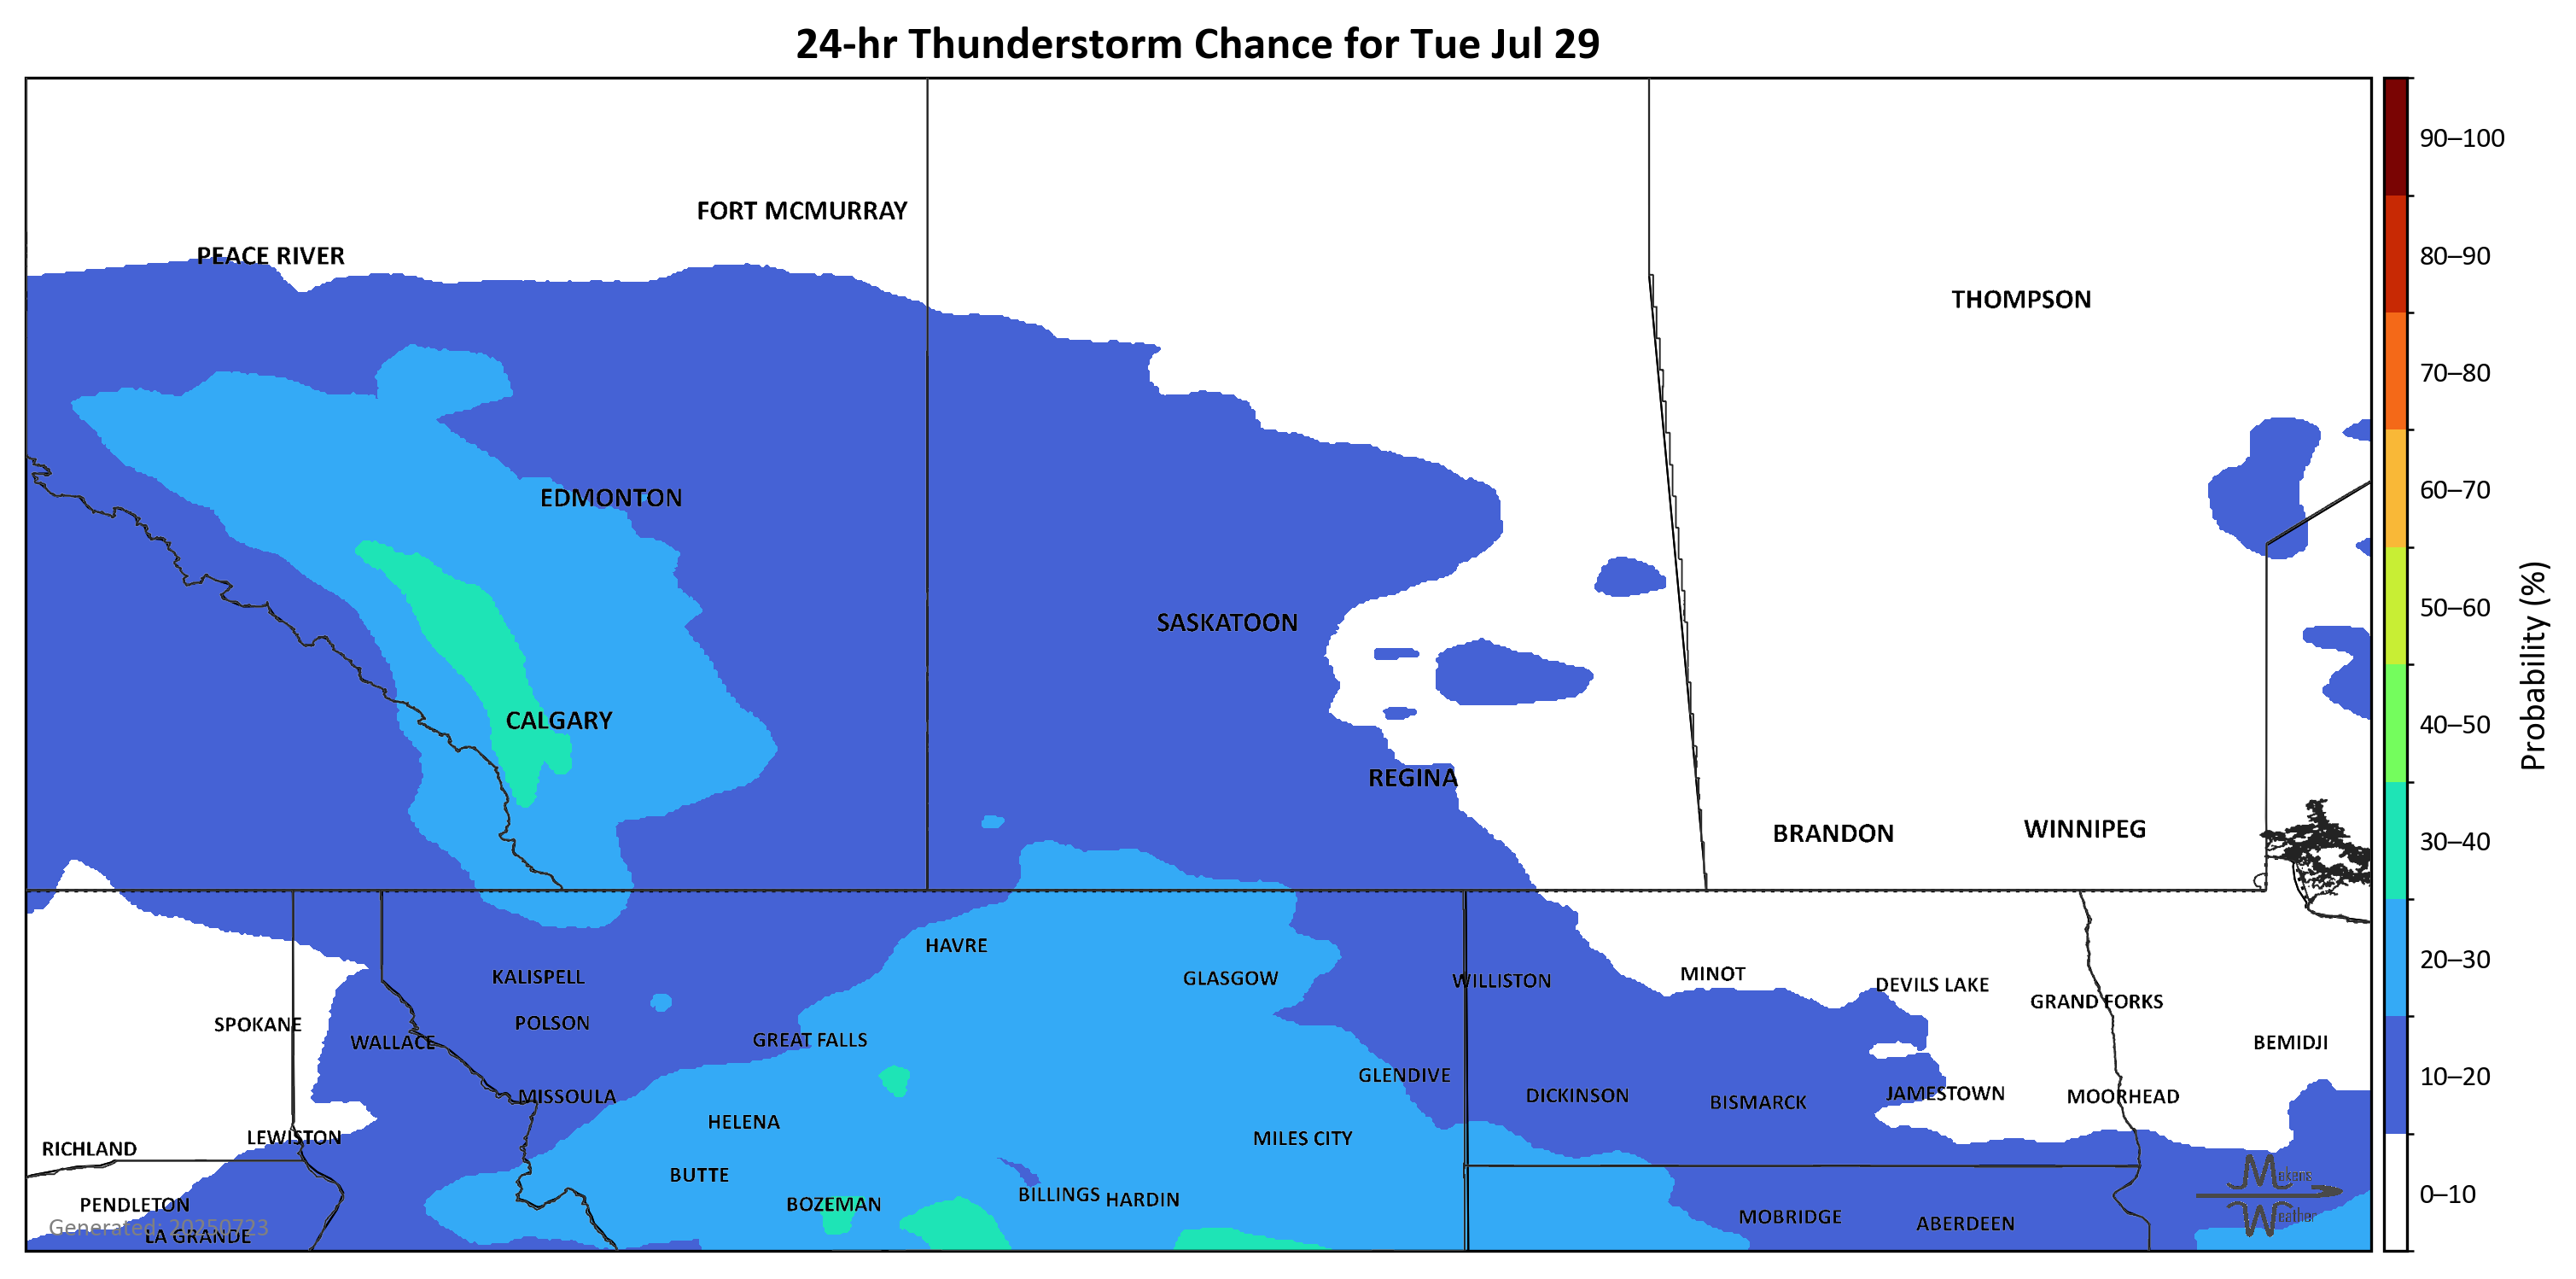 24-hr Thunderstorm Chance for Tue Jul 29
90–100
FORT MCMURRAY
PEACE RIVER
80–90
THOMPSON
70–80
EDMONTON
60–70
50–60
SASKATOON
Probability (%)
CALGARY
40–50
REGINA
BRANDON
WINNIPEG
30–40
HAVRE
20–30
KALISPELL
GLASGOW
WILLISTON
MINOT
DEVILS LAKE
GRAND FORKS
SPOKANE
POLSON
WALLACE
GREAT FALLS
BEMIDJI
GLENDIVE
10–20
MISSOULA
DICKINSON
BISMARCK
JAMESTOWN
MOORHEAD
HELENA
LEWISTON
MILES CITY
RICHLAND
BUTTE
Mekens
BILLINGS
HARDIN
0–10
PENDLETON
BOZEMAN
MOBRIDGE
ABERDEEN
Weather
Generated: 20250723
LA GRANDE